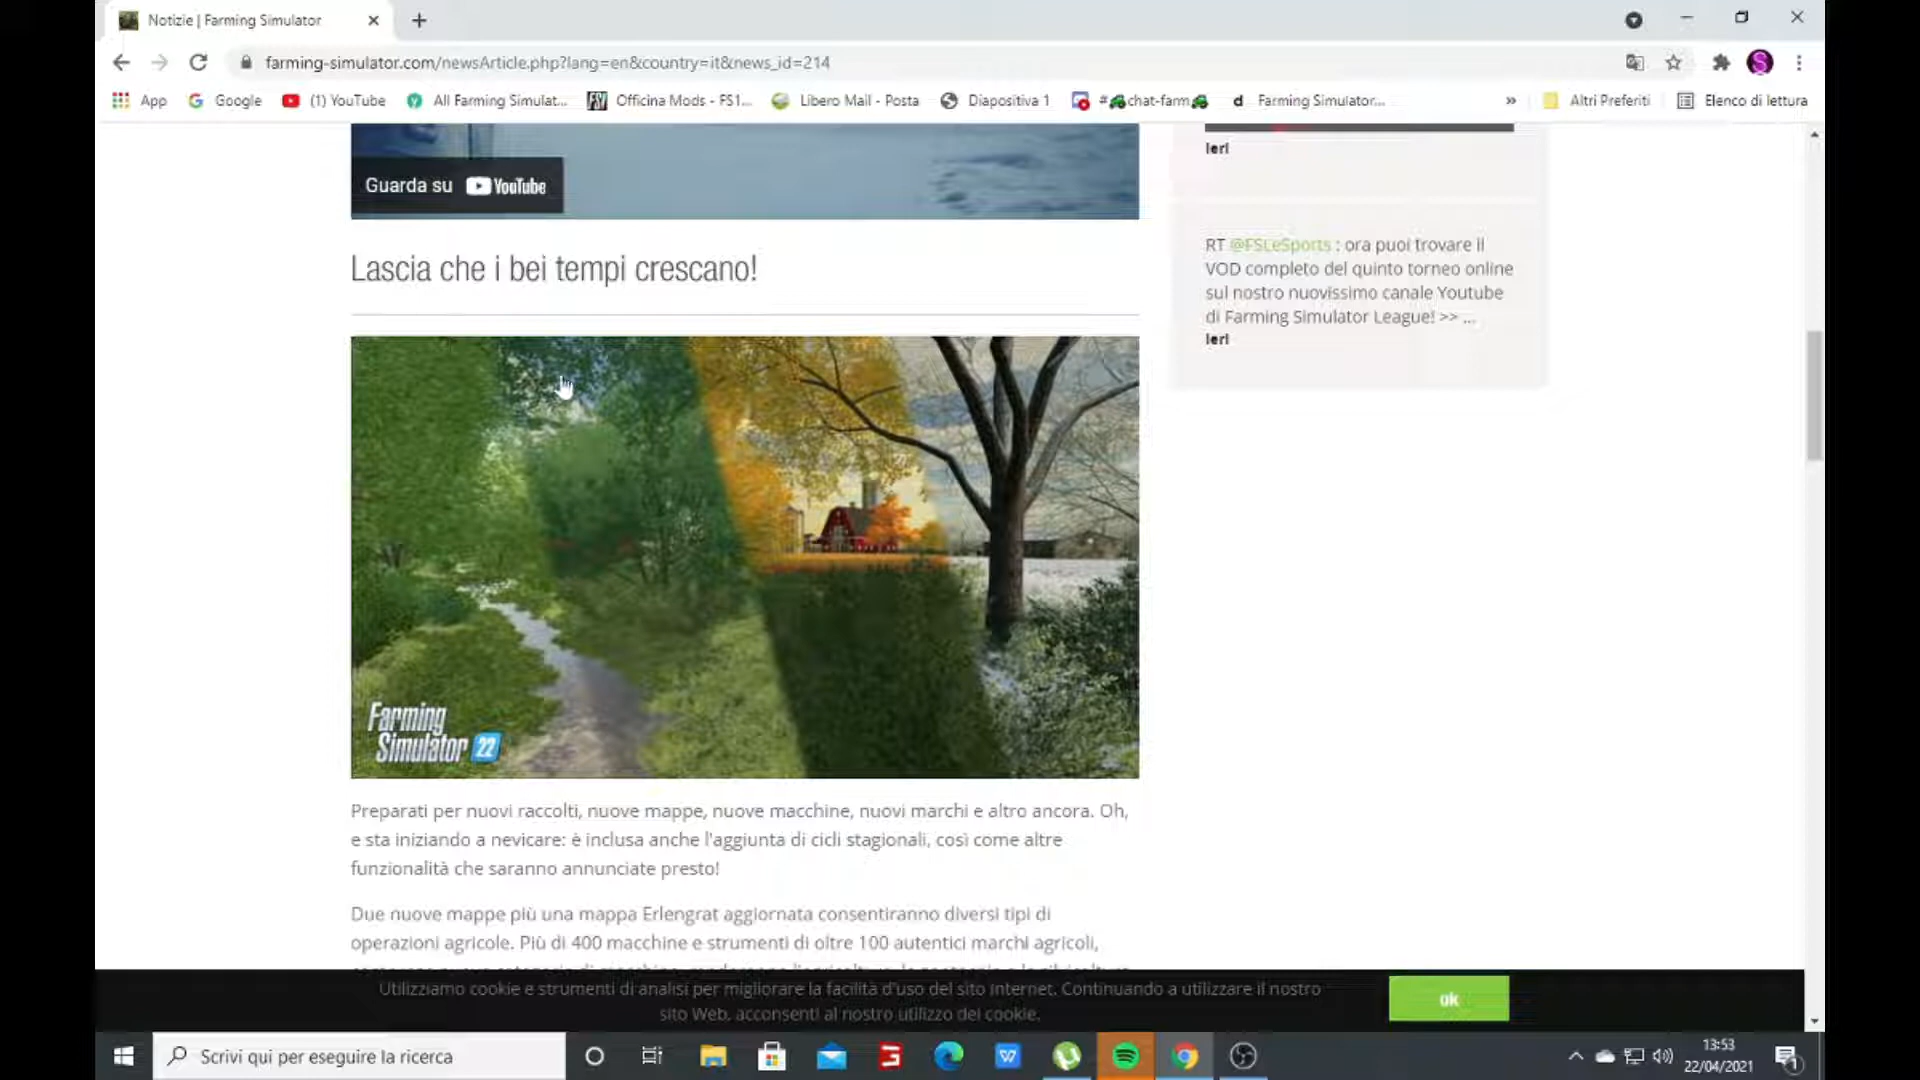 Notizie | Farming Simulator
farming-simulator.com/newsArticle.php?lang=en&country=it&news_id=214
App
Google
(1) YouTube
All Farming Simulat...
Officina Mods - FS1...
Libero Mail - Posta
Diapositiva 1
#🚜chat-farm🚜
Farming Simulator...
»
Altri Preferiti
Elenco di lettura
Guarda su YouTube
Ieri
RT @FSLeSports : ora puoi trovare il
VOD completo del quinto torneo online
sul nostro nuovissimo canale Youtube
di Farming Simulator League! >> ...
Ieri
Lascia che i bei tempi crescano!
Farming
Simulator 22
Preparati per nuovi raccolti, nuove mappe, nuove macchine, nuovi marchi e altro ancora. Oh,
e sta iniziando a nevicare: è inclusa anche l'aggiunta di cicli stagionali, così come altre
funzionalità che saranno annunciate presto!
Due nuove mappe più una mappa Erlengrat aggiornata consentiranno diversi tipi di
operazioni agricole. Più di 400 macchine e strumenti di oltre 100 autentici marchi agricoli,
Utilizziamo cookie e strumenti di analisi per migliorare la facilità d'uso del sito Internet. Continuando a utilizzare il nostro
sito Web, acconsenti al nostro utilizzo dei cookie.
ok
Scrivi qui per eseguire la ricerca
13:53
22/04/2021
1